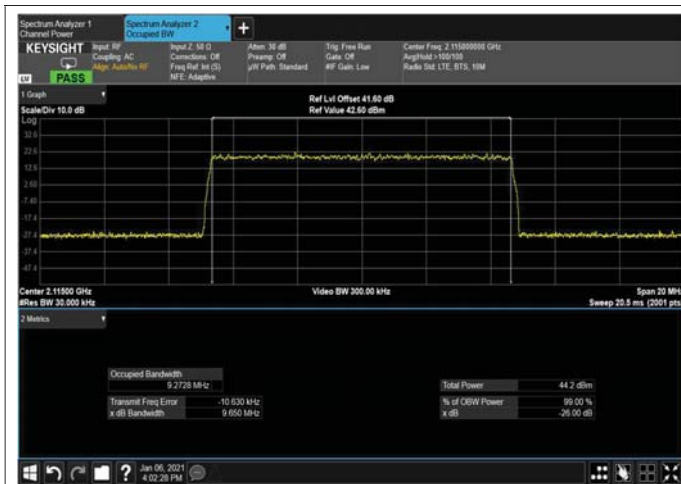 Spectrum Analyzer 1
Channel Power
Spectrum Analyzer 2
Occupied BW
+
KEYSIGHT
LXI
PASS
Input: RF
Coupling: AC
Align: Auto/No RF
Input Z: 50 Ω
Corrections: Off
Freq Ref: Int (S)
NFE: Adaptive
Atten: 30 dB
Preamp: Off
µW Path: Standard
Trig: Free Run
Gate: Off
#IF Gain: Low
Center Freq: 2.115000000 GHz
Avg|Hold:>100/100
Radio Std: LTE, BTS, 10M
1 Graph
Scale/Div 10.0 dB
Ref Lvl Offset 41.60 dB
Ref Value 42.60 dBm
Log
32.6
22.6
12.6
2.60
-7.40
-17.4
-27.4
-37.4
-47.4
Center 2.11500 GHz
#Res BW 30.000 kHz
Video BW 300.00 kHz
Span 20 MHz
Sweep 20.5 ms (2001 pts)
2 Metrics
Occupied Bandwidth
9.2728 MHz
Transmit Freq Error -10.630 kHz
x dB Bandwidth 9.650 MHz
Total Power 44.2 dBm
% of OBW Power 99.00 %
x dB -26.00 dB
?
Jan 06, 2021
4:02:28 PM